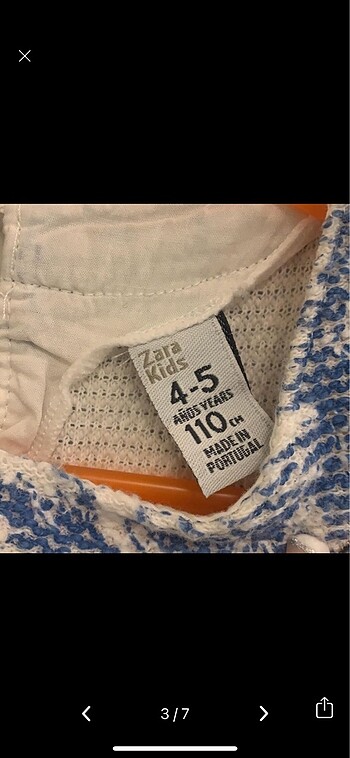 Zara
Kids
4-5
AÑOS YEARS
110 CM
MADE IN
PORTUGAL
3/7